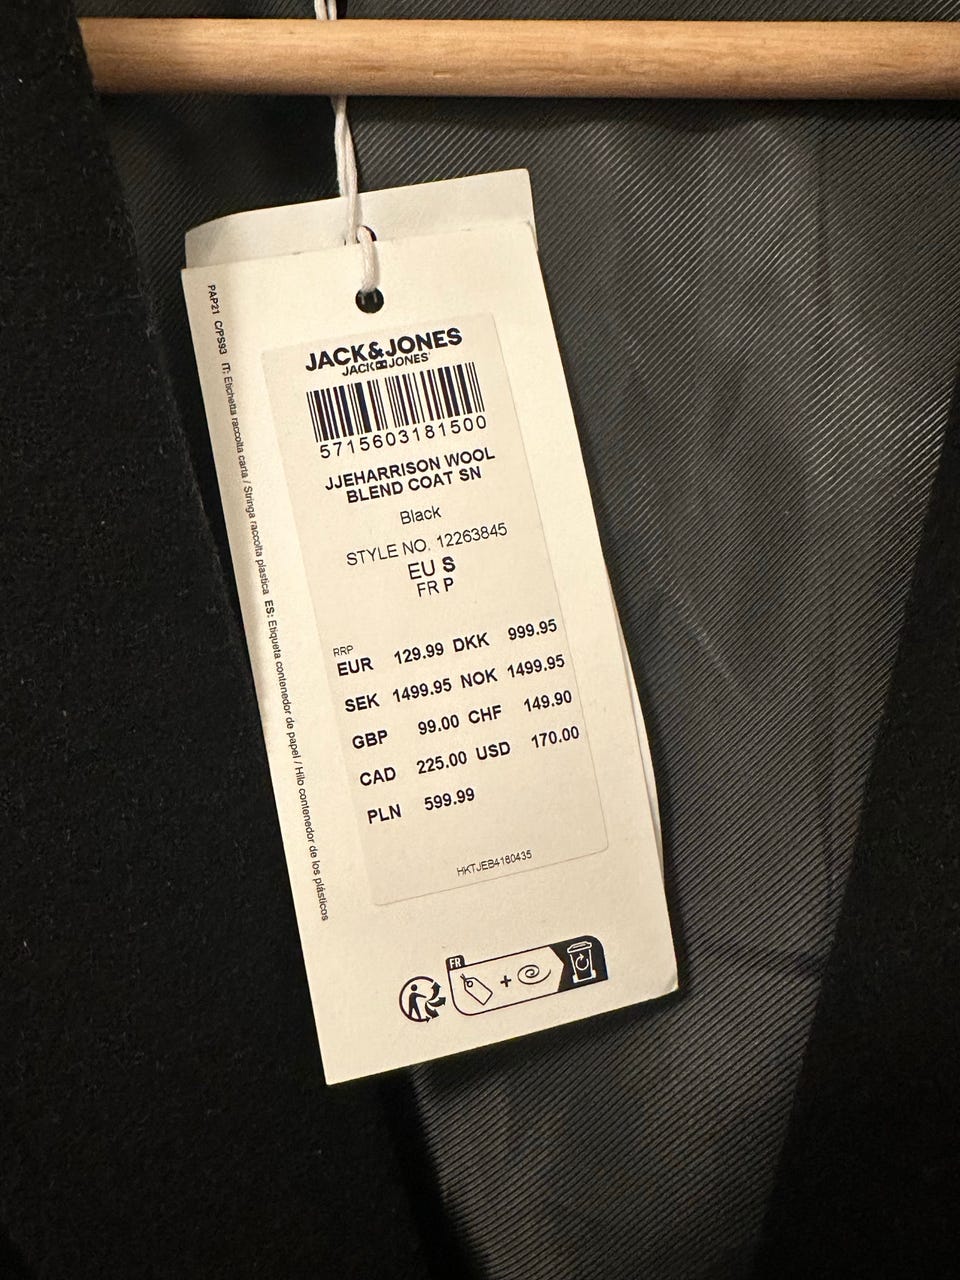 PAP21 C/PS93 IT: Etichetta raccolta carta / Stringa raccolta plastica ES: Etiqueta contenedor de papel / Hilo contenedor de los plásticos
JACK&JONES
JACK JONES
5715603181500
JJEHARRISON WOOL
BLEND COAT SN
Black
STYLE NO. 12263845
EU S
FR P
RRP
EUR 129.99 DKK 999.95
SEK 1499.95 NOK 1499.95
GBP 99.00 CHF 149.90
CAD 225.00 USD 170.00
PLN 599.99
HKTJEB4160435
FR
+